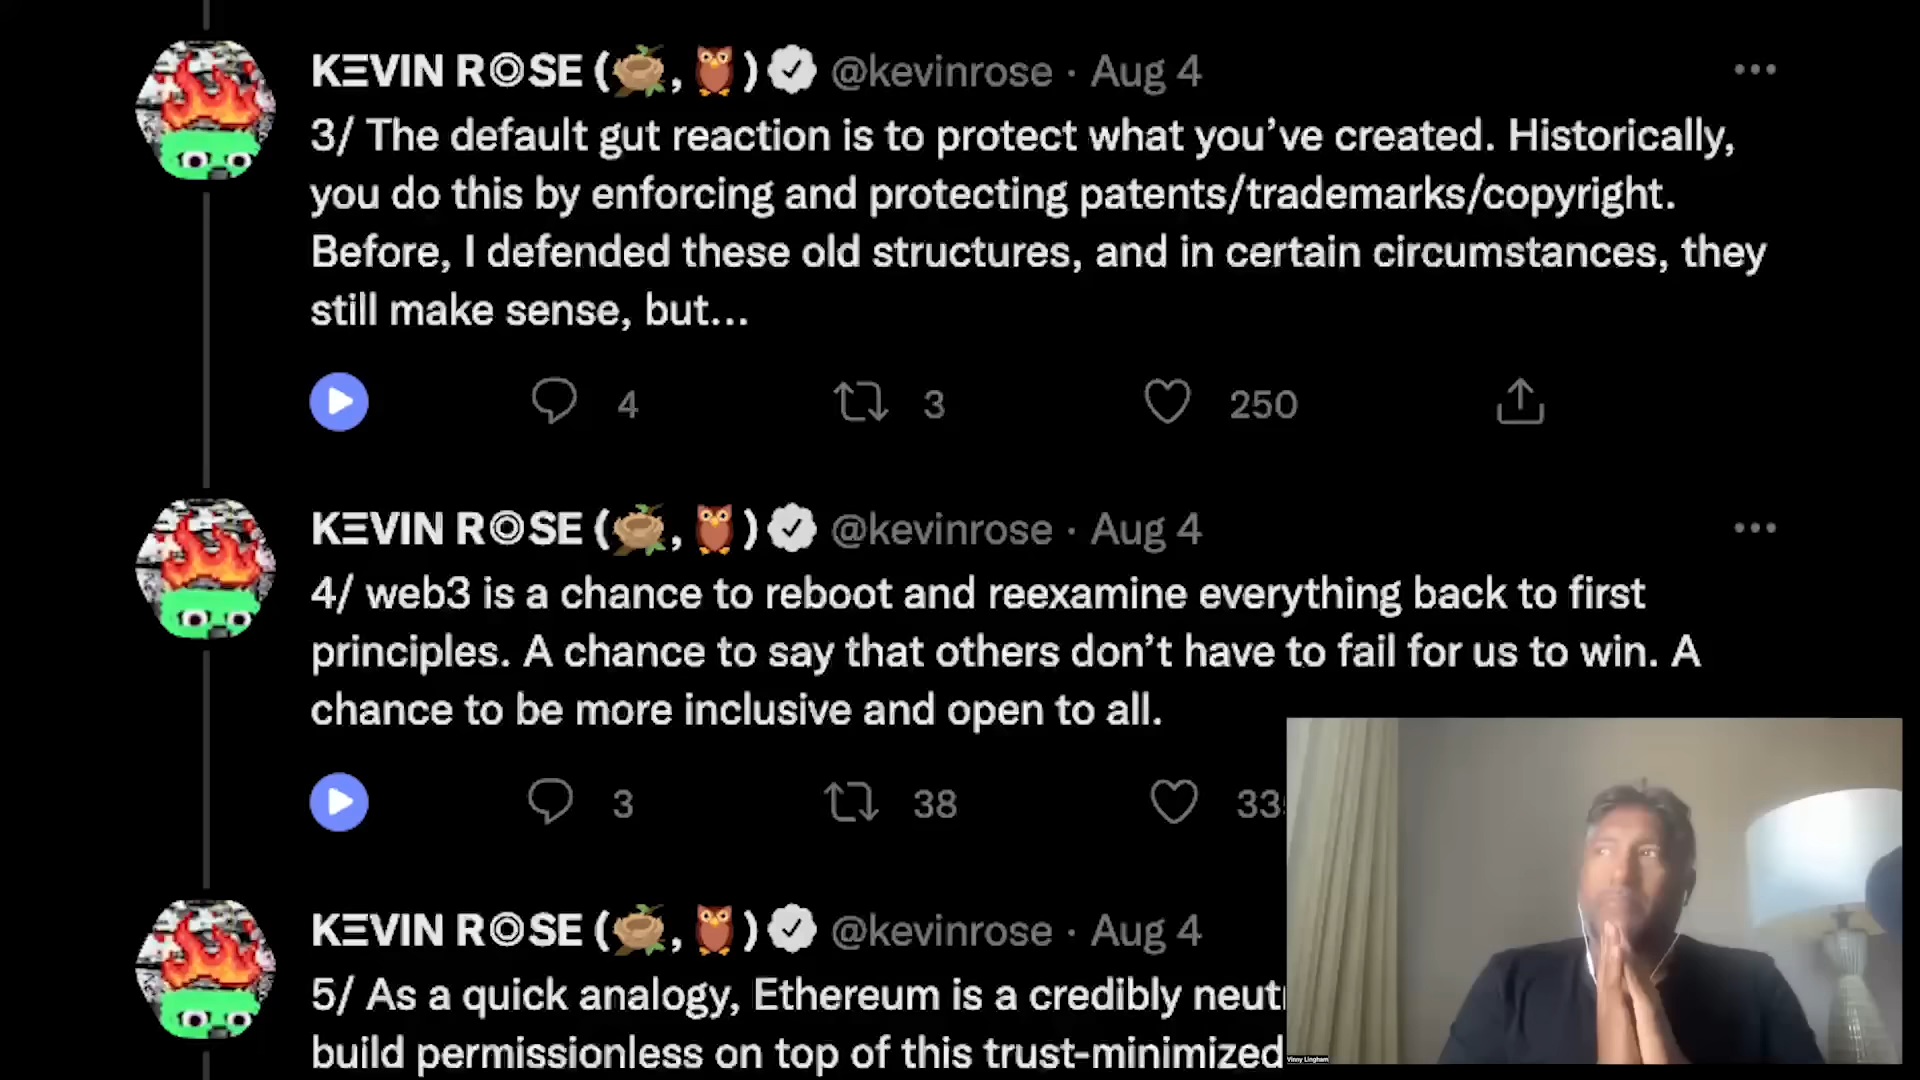 KΞVIN R◎SE (🪹, 🦉) @kevinrose · Aug 4
3/ The default gut reaction is to protect what you’ve created. Historically,
you do this by enforcing and protecting patents/trademarks/copyright.
Before, I defended these old structures, and in certain circumstances, they
still make sense, but...
4 3 250
KΞVIN R◎SE (🪹, 🦉) @kevinrose · Aug 4
4/ web3 is a chance to reboot and reexamine everything back to first
principles. A chance to say that others don’t have to fail for us to win. A
chance to be more inclusive and open to all.
3 38 33
KΞVIN R◎SE (🪹, 🦉) @kevinrose · Aug 4
5/ As a quick analogy, Ethereum is a credibly neut
build permissionless on top of this trust-minimized
Vinny Lingham